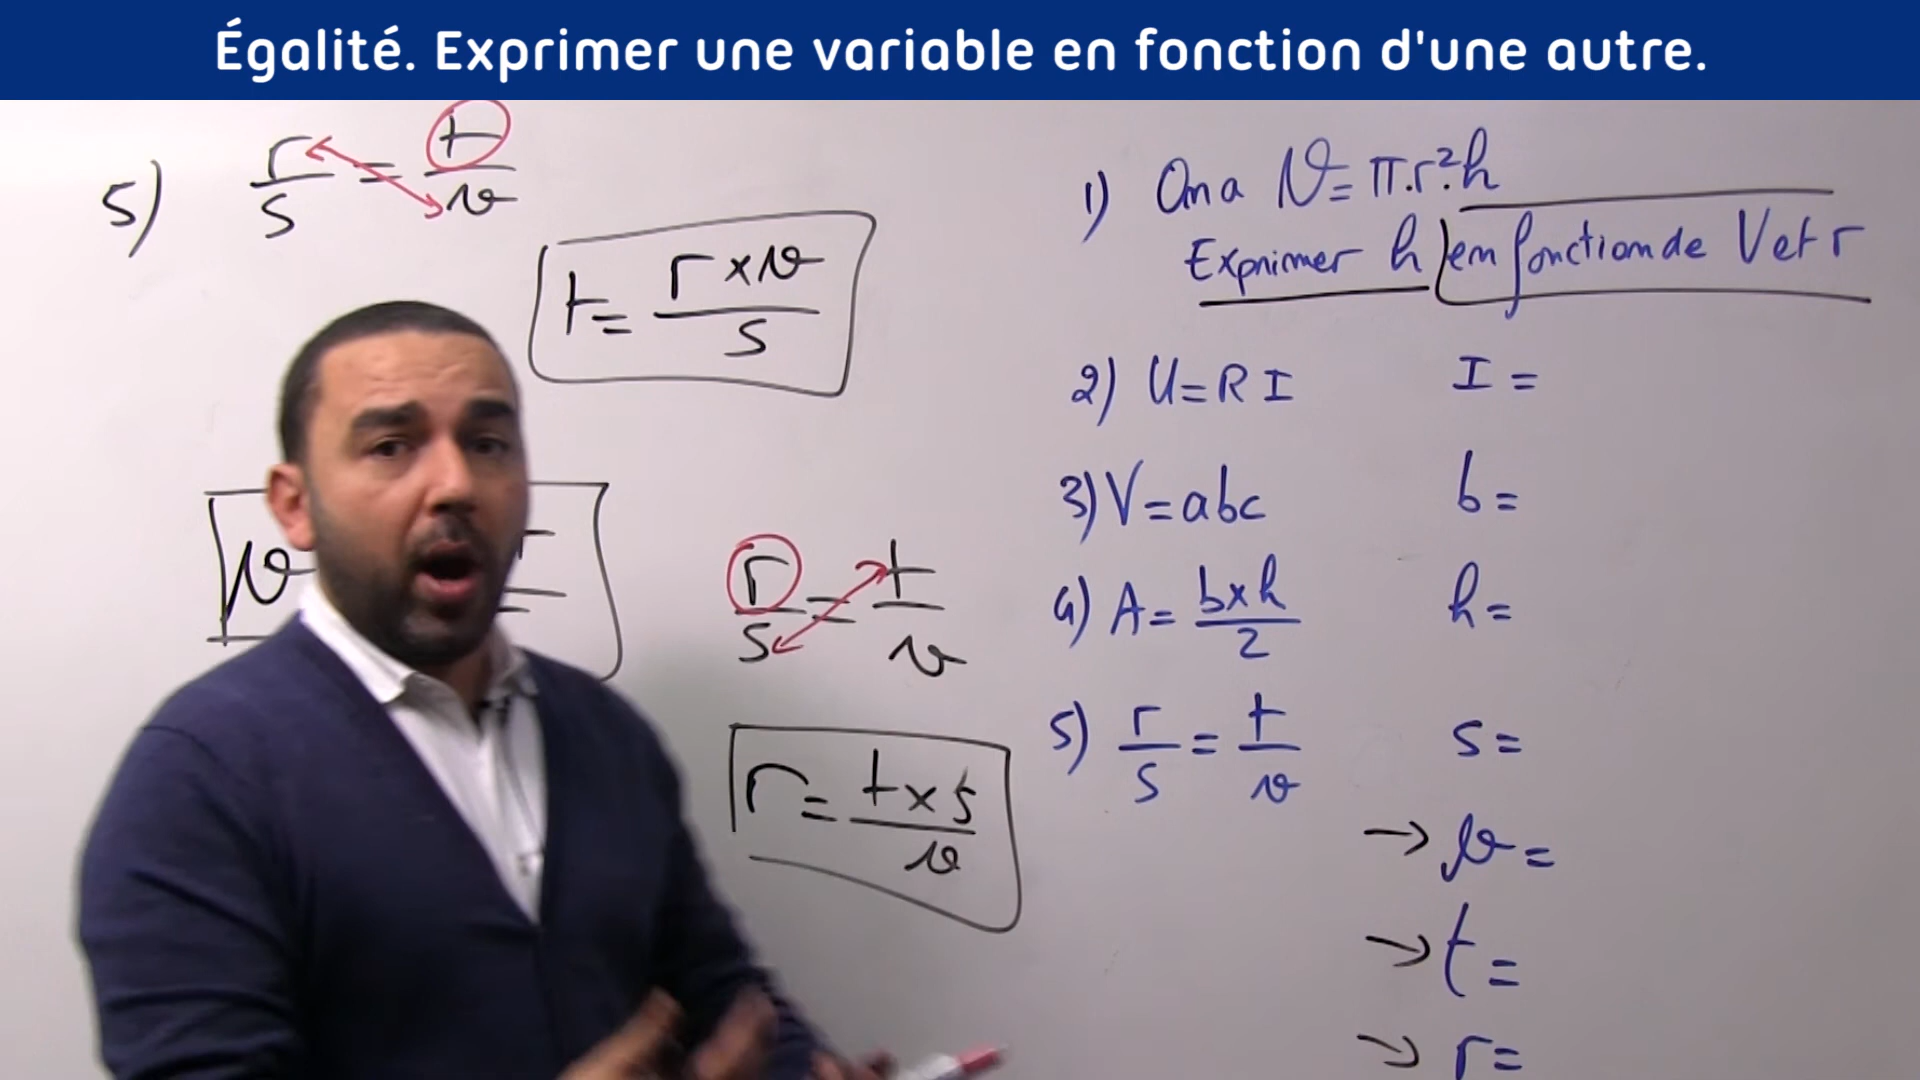 Égalité. Exprimer une variable en fonction d'une autre.
5) r/s = t/v
t = r × v / s
v
r/s = t/v
r = t × s / v
1) On a V = π.r².h
Exprimer h en fonction de V et r
2) U = R I    I =
3) V = abc    b =
4) A = b×h / 2    h =
5) r/s = t/v    s =
→ v =
→ t =
→ r =